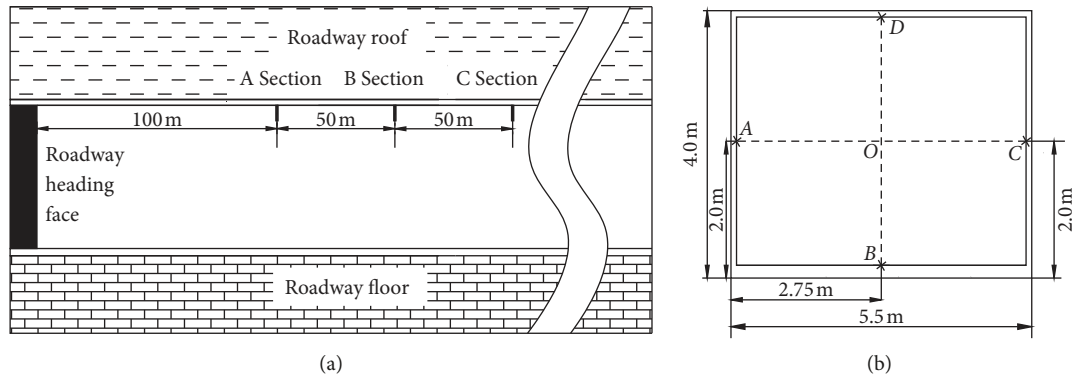 Roadway roof
A Section B Section C Section
100 m 50 m 50 m
Roadway
heading
face
Roadway floor
(a)
D
4.0 m
A
O
C
2.0 m
2.0 m
B
2.75 m
5.5 m
(b)